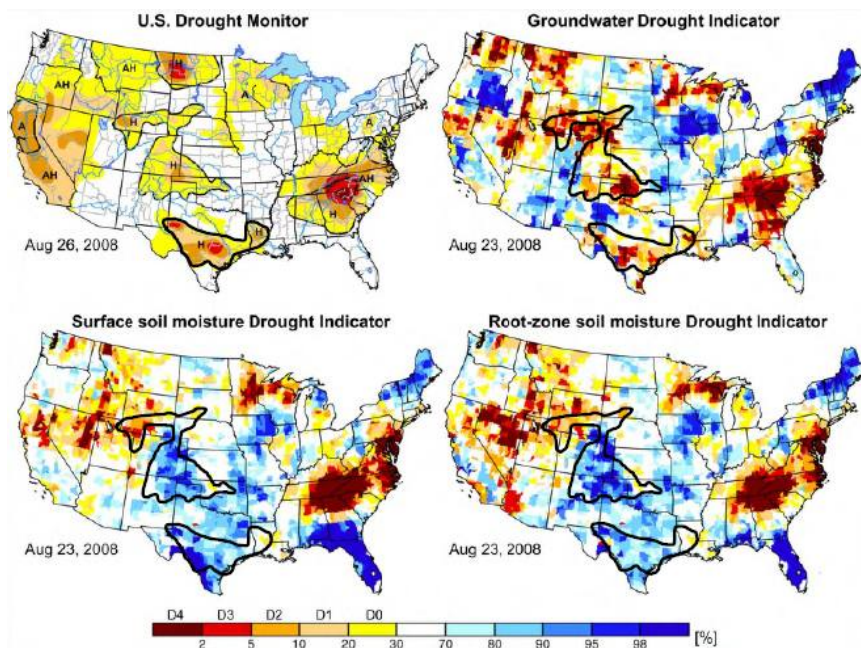 U.S. Drought Monitor
Groundwater Drought Indicator
H
AH
AH
A
H
A
A
AH
H
AH
H
H
H
Aug 26, 2008
Aug 23, 2008
Surface soil moisture Drought Indicator
Root-zone soil moisture Drought Indicator
Aug 23, 2008
Aug 23, 2008
D4 D3 D2 D1 D0
2 5 10 20 30 70 80 90 95 98 [%]